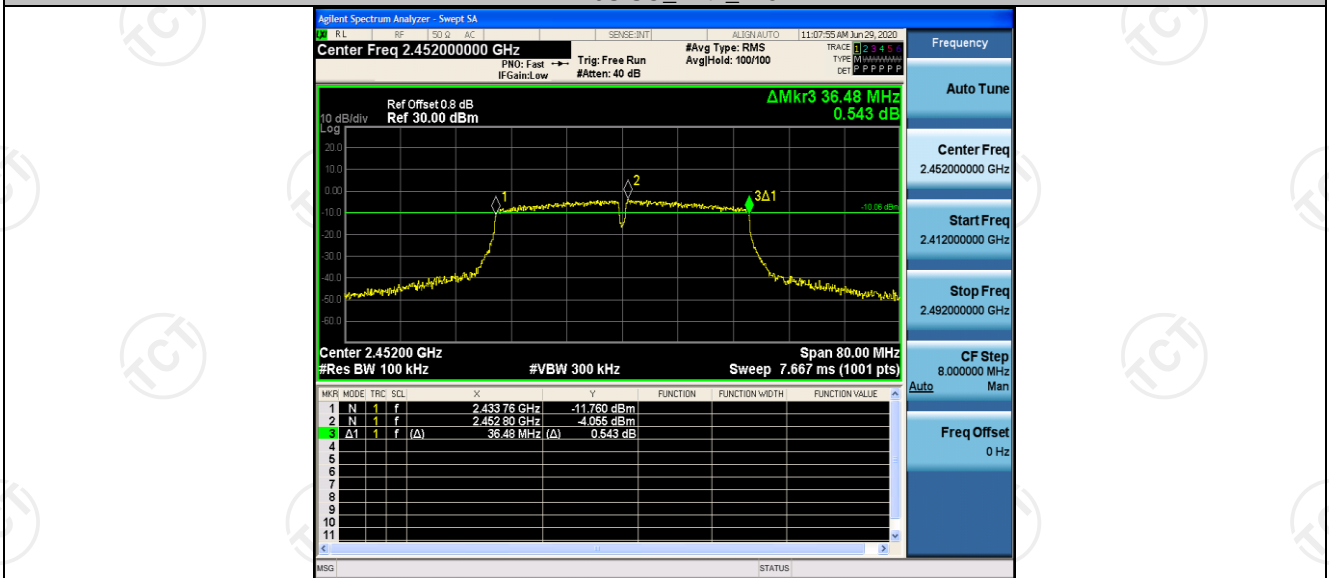 Agilent Spectrum Analyzer - Swept SA
RL RF 50 Ω AC SENSE:INT ALIGN AUTO 11:07:55 AM Jun 29, 2020
Center Freq 2.452000000 GHz
PNO: Fast
IFGain:Low
Trig: Free Run
#Atten: 40 dB
#Avg Type: RMS
Avg|Hold: 100/100
TRACE 1 2 3 4 5 6
TYPE M
DET P P P P P P
Frequency
Auto Tune
Center Freq
2.452000000 GHz
Start Freq
2.412000000 GHz
Stop Freq
2.492000000 GHz
CF Step
8.000000 MHz
Auto Man
Freq Offset
0 Hz
ΔMkr3 36.48 MHz
0.543 dB
Ref Offset 0.8 dB
10 dB/div Ref 30.00 dBm
Log
20.0
10.0
0.00
-10.0
-20.0
-30.0
-40.0
-50.0
-60.0
1
2
3Δ1
-10.06 dBm
Center 2.45200 GHz Span 80.00 MHz
#Res BW 100 kHz #VBW 300 kHz Sweep 7.667 ms (1001 pts)
MKR MODE TRC SCL X Y FUNCTION FUNCTION WIDTH FUNCTION VALUE
1 N 1 f 2.433 76 GHz -11.760 dBm
2 N 1 f 2.452 80 GHz -4.055 dBm
3 Δ1 1 f (Δ) 36.48 MHz (Δ) 0.543 dB
4
5
6
7
8
9
10
11
MSG STATUS
TCT
TCT
TCT
TCT
TCT
TCT
TCT
TCT
TCT
TCT